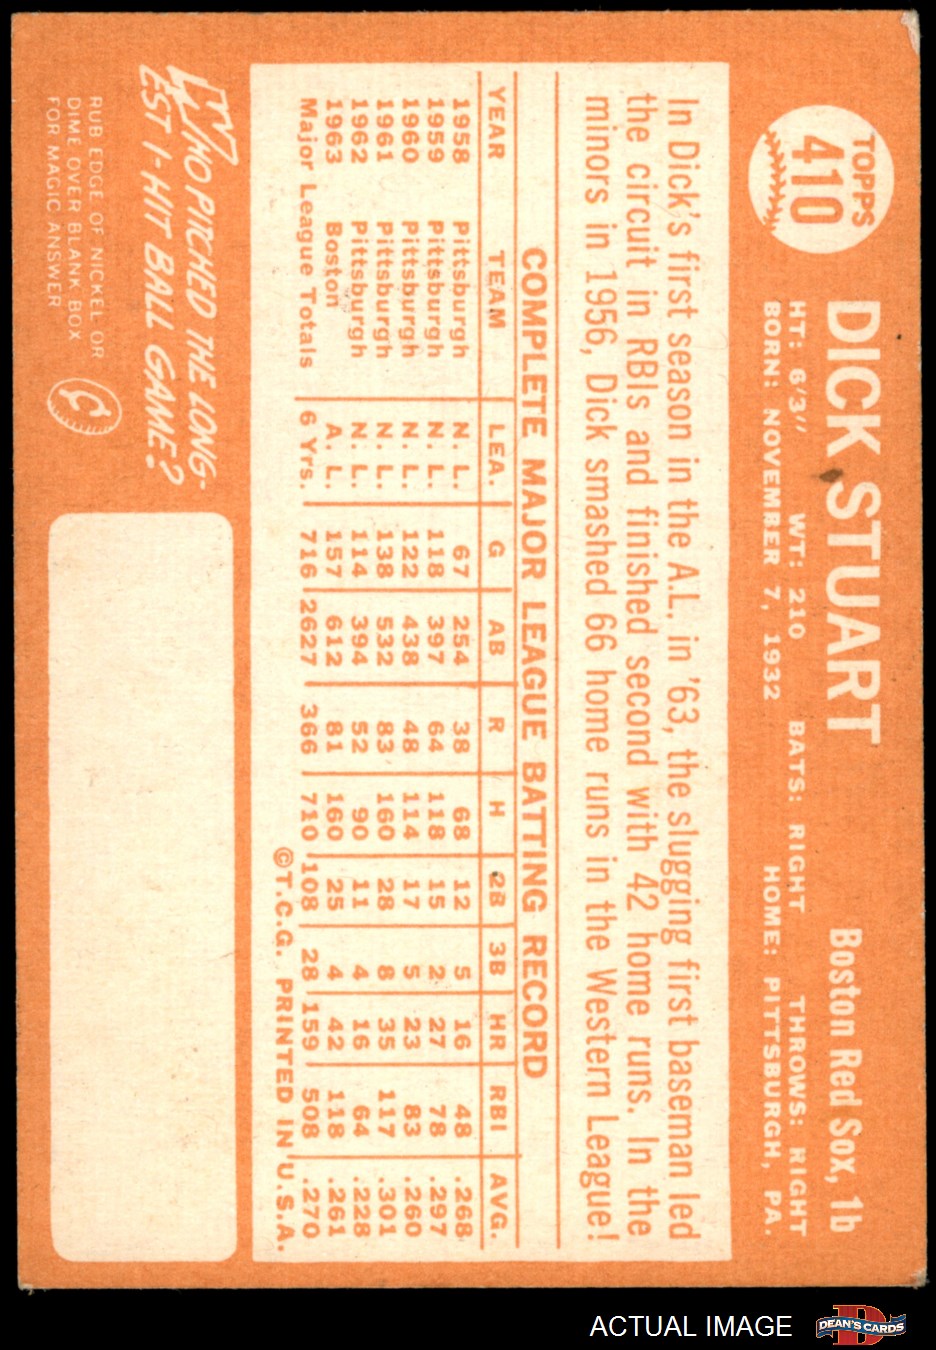 TOPPS
410
DICK STUART
Boston Red Sox, 1b
HT: 6'3" WT: 210 BATS: RIGHT THROWS: RIGHT
BORN: NOVEMBER 7, 1932 HOME: PITTSBURGH, PA.
In Dick's first season in the A.L. in '63, the slugging first baseman led
the circuit in RBIs and finished second with 42 home runs. In the
minors in 1956, Dick smashed 66 home runs in the Western League!
COMPLETE MAJOR LEAGUE BATTING RECORD
YEAR TEAM LEA. G AB R H 2B 3B HR RBI AVG.
1958 Pittsburgh N. L. 67 254 38 68 12 5 16 48 .268
1959 Pittsburgh N. L. 118 397 64 118 15 2 27 78 .297
1960 Pittsburgh N. L. 122 438 48 114 17 5 23 83 .260
1961 Pittsburgh N. L. 138 532 83 160 28 8 35 117 .301
1962 Pittsburgh N. L. 114 394 52 90 11 4 16 64 .228
1963 Boston A. L. 157 612 81 160 25 4 42 118 .261
Major League Totals 6 Yrs. 716 2627 366 710 108 28 159 508 .270
©T.C.G. PRINTED IN U.S.A.
WHO PITCHED THE LONG-
EST 1-HIT BALL GAME?
RUB EDGE OF NICKEL OR
DIME OVER BLANK BOX
FOR MAGIC ANSWER
ACTUAL IMAGE
D
DEAN'S CARDS